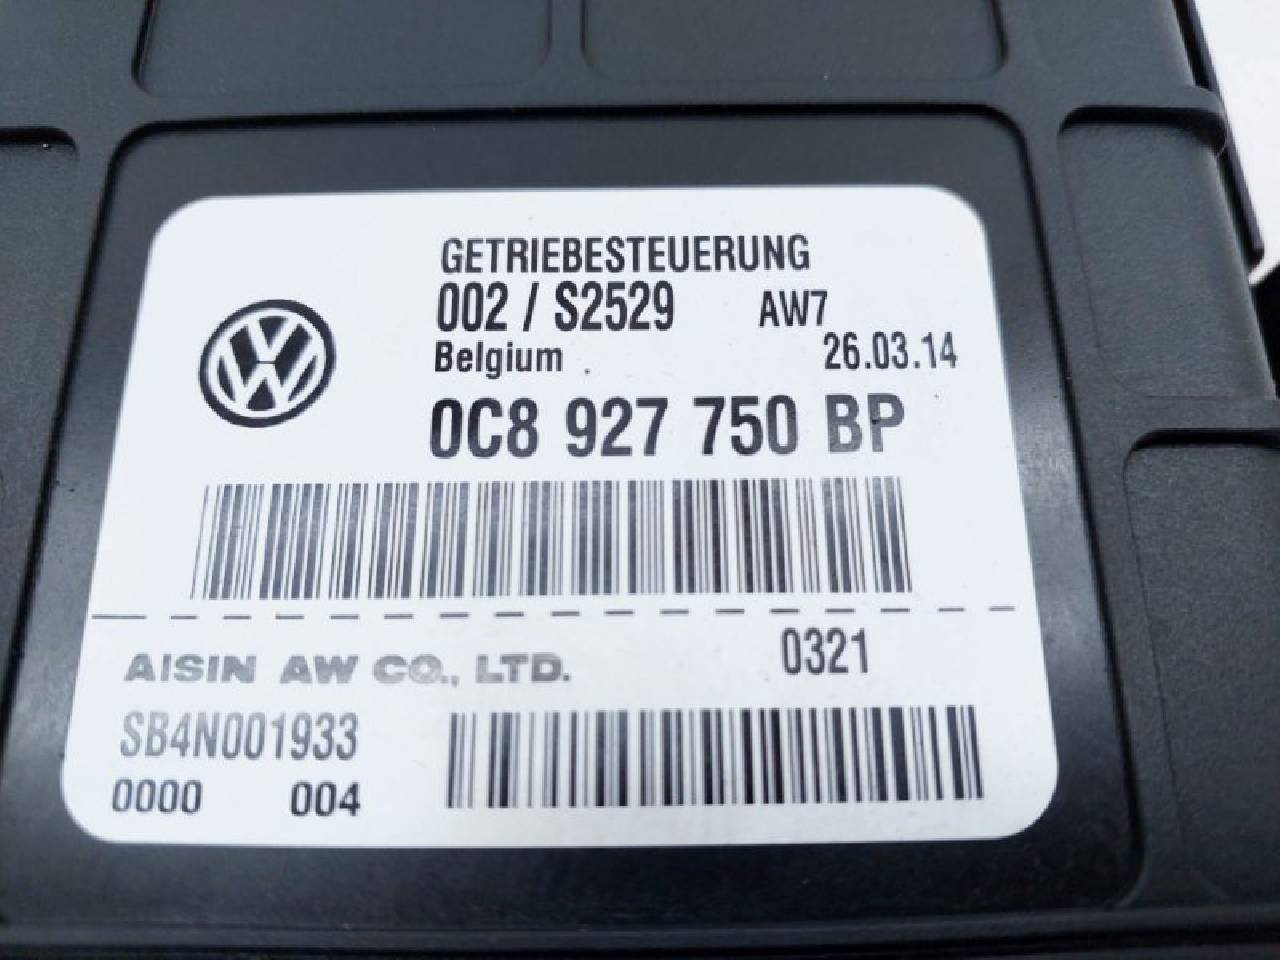 GETRIEBESTEUERUNG
002 / S2529 AW7
Belgium 26.03.14
0C8 927 750 BP
AISIN AW CO., LTD. 0321
SB4N001933
0000 004